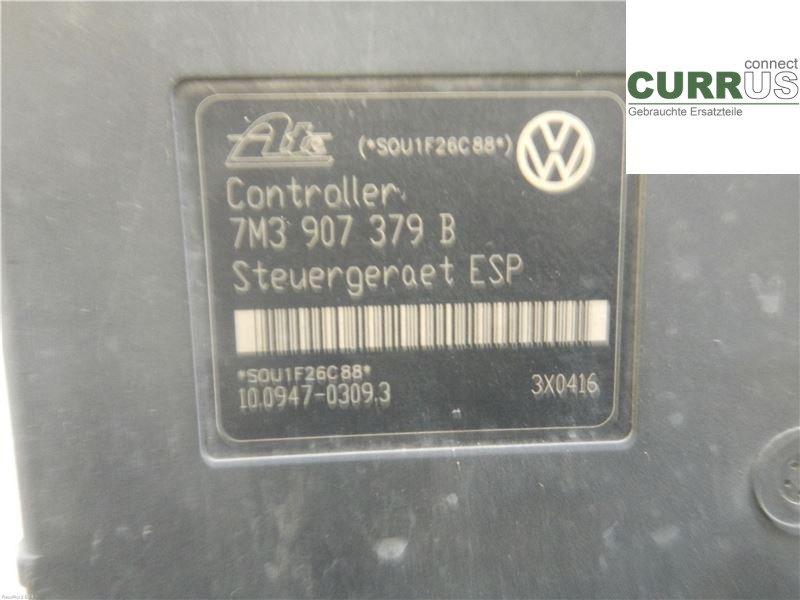 connect
CURRUS
Gebrauchte Ersatzteile
Ate (*SOU1F26C88*)
Controller
7M3 907 379 B
Steuergeraet ESP
*SOU1F26C88*
10.0947-0309.3 3X0416